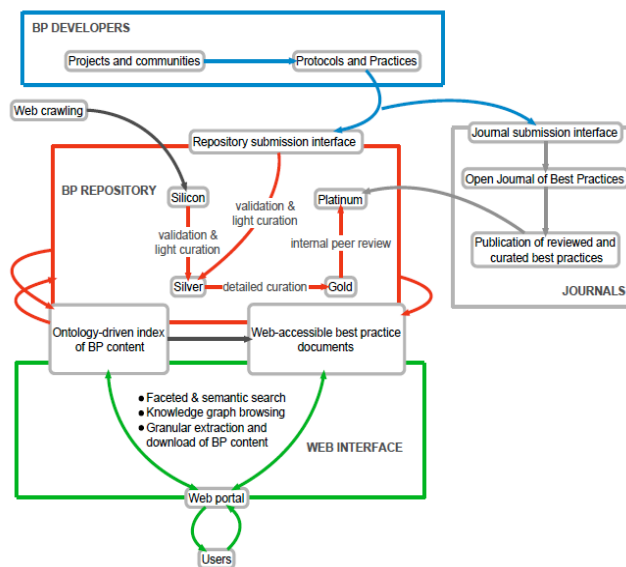 BP DEVELOPERS
Projects and communities
Protocols and Practices
Web crawling
Repository submission interface
Journal submission interface
BP REPOSITORY
Silicon
validation &
light curation
Platinum
Open Journal of Best Practices
validation &
light curation
internal peer review
Publication of reviewed and
curated best practices
Silver
detailed curation
Gold
JOURNALS
Ontology-driven index
of BP content
Web-accessible best practice
documents
● Faceted & semantic search
● Knowledge graph browsing
● Granular extraction and
download of BP content
WEB INTERFACE
Web portal
Users